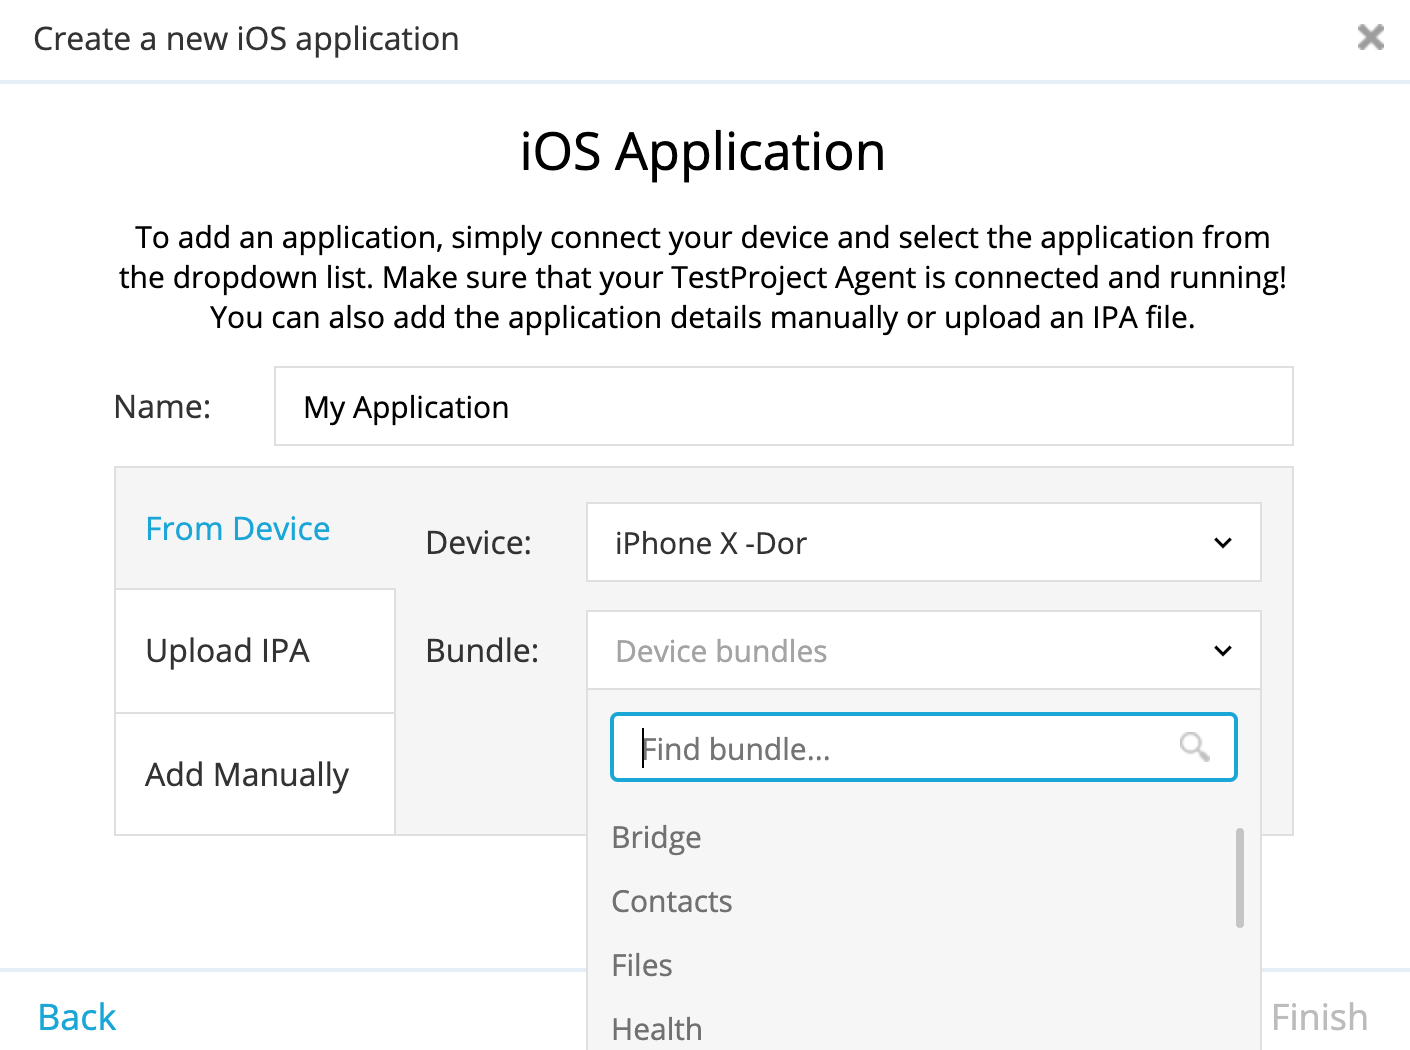 Create a new iOS application
iOS Application
To add an application, simply connect your device and select the application from
the dropdown list. Make sure that your TestProject Agent is connected and running!
You can also add the application details manually or upload an IPA file.
Name:
My Application
From Device
Device:
iPhone X -Dor
Upload IPA
Bundle:
Device bundles
Find bundle...
Add Manually
Bridge
Contacts
Files
Health
Back
Finish